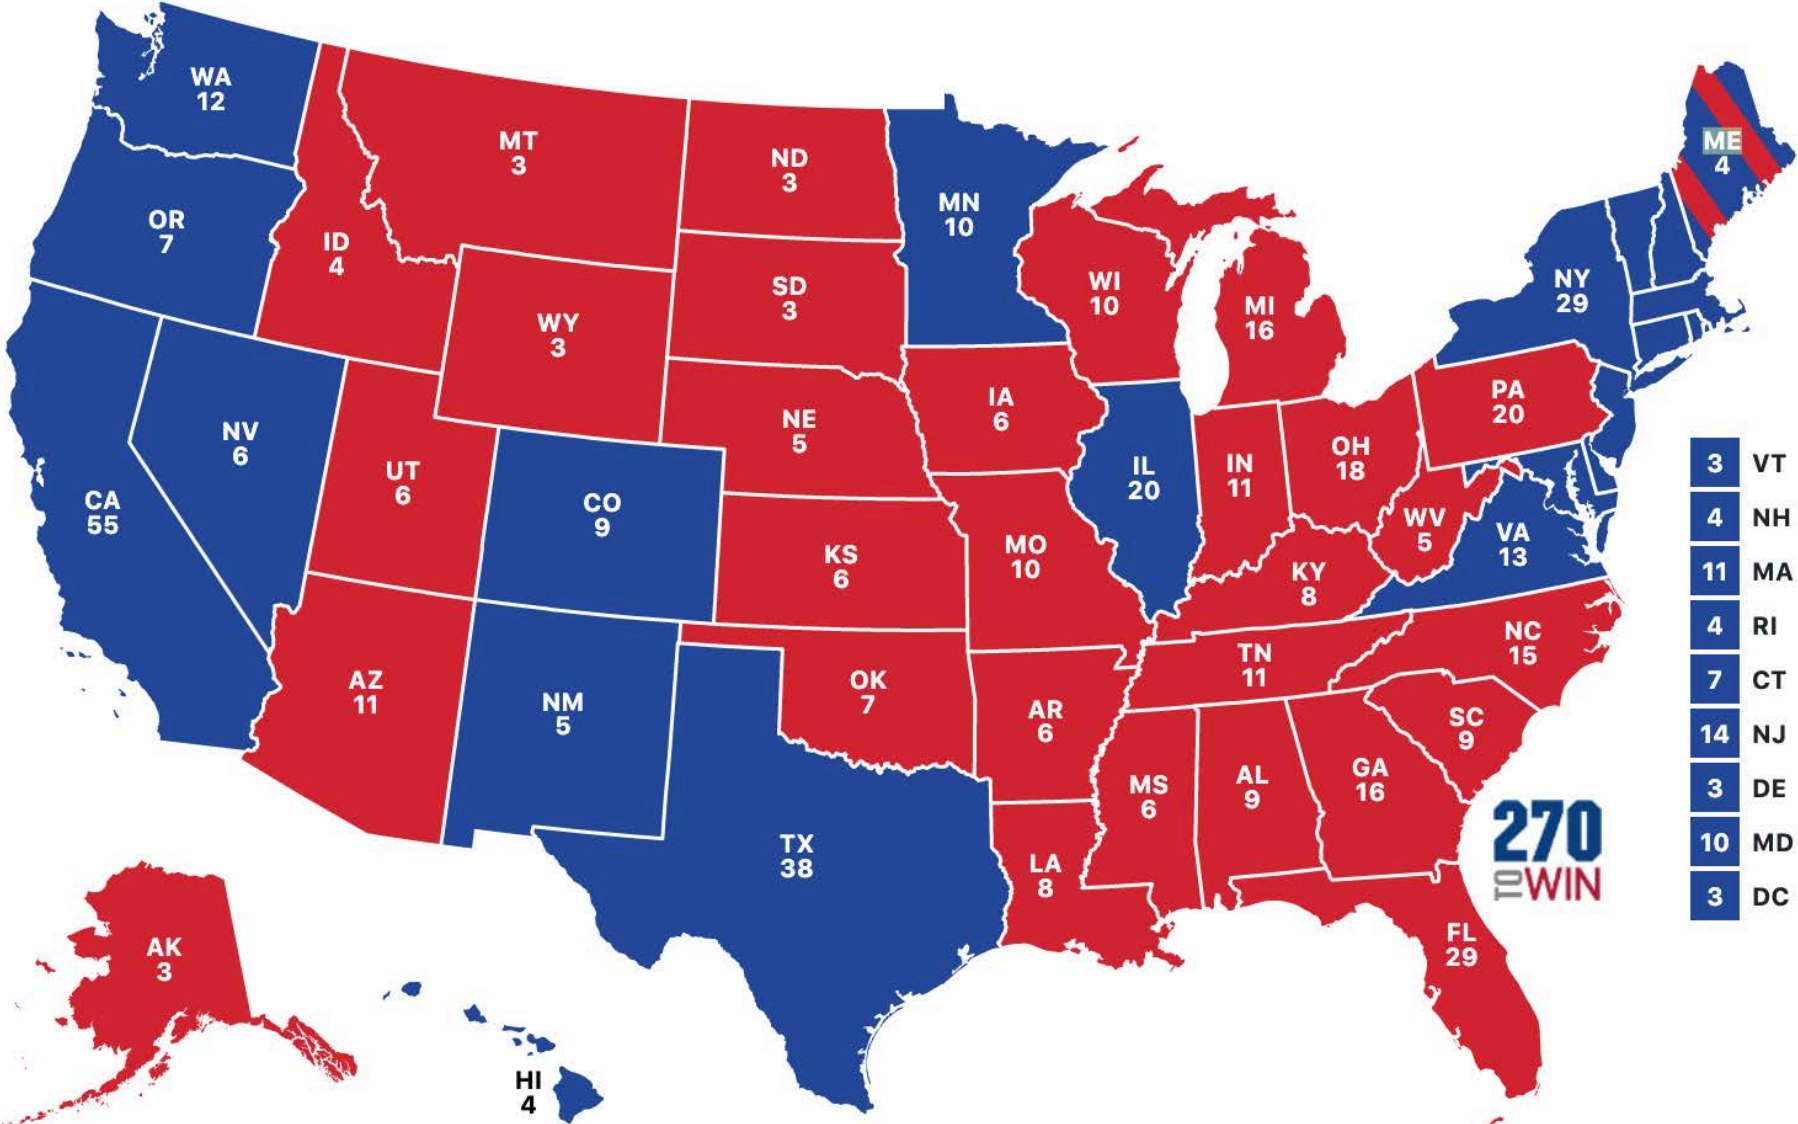 WA
12
MT
3
ND
3
ME
4
OR
7
ID
4
MN
10
SD
3
WI
10
NY
29
WY
3
MI
16
NE
5
IA
6
PA
20
NV
6
UT
6
CO
9
IL
20
IN
11
OH
18
CA
55
KS
6
MO
10
WV
5
VA
13
KY
8
AZ
11
NM
5
OK
7
AR
6
TN
11
NC
15
SC
9
MS
6
AL
9
GA
16
TX
38
LA
8
FL
29
AK
3
HI
4
3 VT
4 NH
11 MA
4 RI
7 CT
14 NJ
3 DE
10 MD
3 DC
270
TO WIN